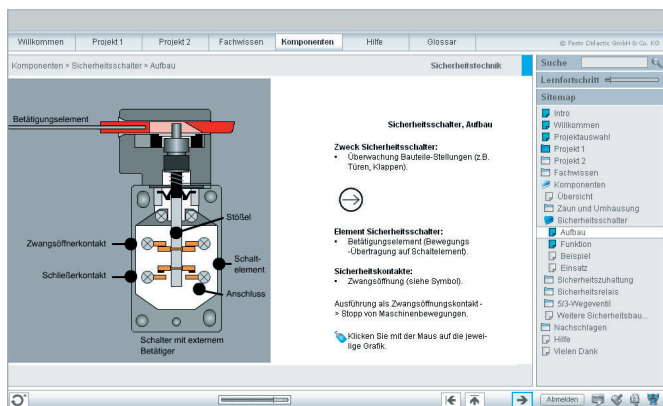 Willkommen Projekt 1 Projekt 2 Fachwissen Komponenten Hilfe Glossar © Festo Didactic GmbH & Co. KG
Komponenten > Sicherheitsschalter > Aufbau Sicherheitstechnik
Betätigungselement
Stößel
Zwangsöffnerkontakt
Schalt-
element
Schließerkontakt
Anschluss
Schalter mit externem
Betätiger
Sicherheitsschalter, Aufbau
Zweck Sicherheitsschalter:
• Überwachung Bauteile-Stellungen (z.B.
Türen, Klappen).
Element Sicherheitsschalter:
• Betätigungselement (Bewegungs
-Übertragung auf Schaltelement).
Sicherheitskontakte:
• Zwangsöffnung (siehe Symbol).
Ausführung als Zwangsöffnungskontakt -
> Stopp von Maschinenbewegungen.
Klicken Sie mit der Maus auf die jewei-
lige Grafik.
Suche
Lernfortschritt
Sitemap
Intro
Willkommen
Projektauswahl
Projekt 1
Projekt 2
Fachwissen
Komponenten
Übersicht
Zaun und Umhausung
Sicherheitsschalter
Aufbau
Funktion
Beispiel
Einsatz
Sicherheitszuhaltung
Sicherheitsrelais
5/3-Wegeventil
Weitere Sicherheitsbau...
Nachschlagen
Hilfe
Vielen Dank
Abmelden